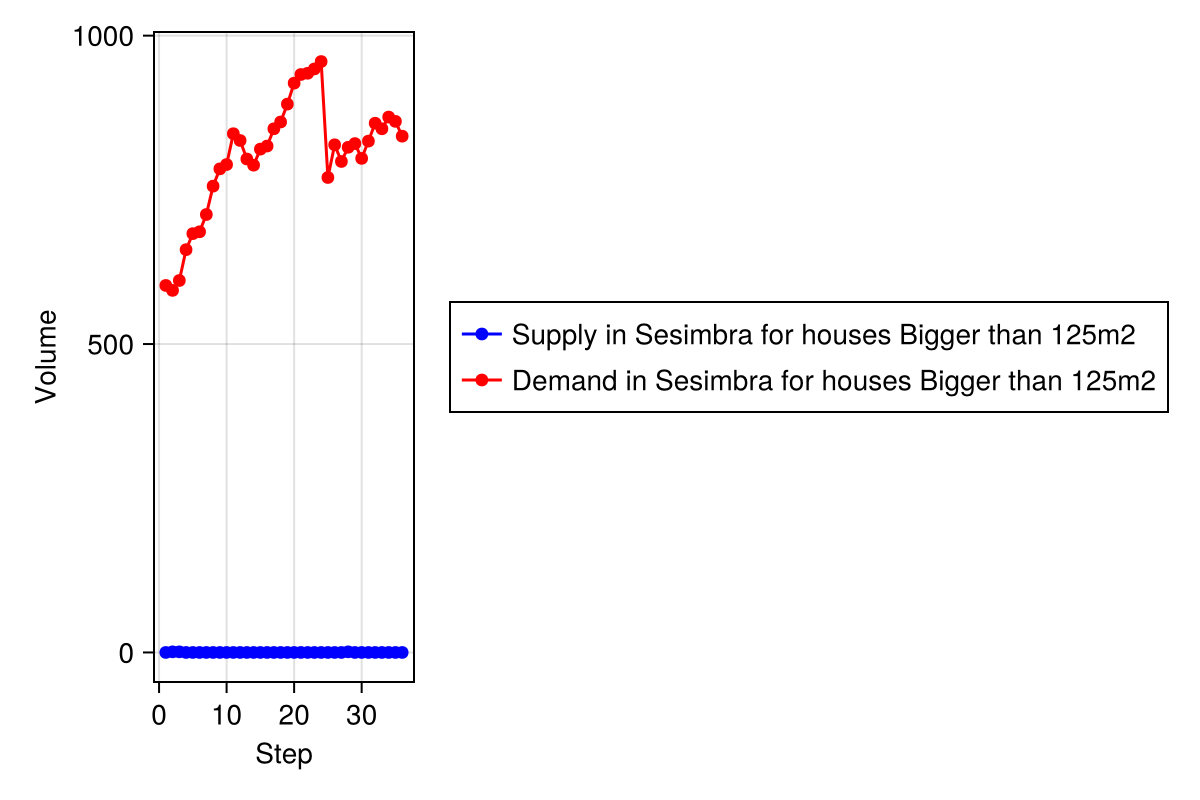 1000
500
0
Volume
0 10 20 30
Step
Supply in Sesimbra for houses Bigger than 125m2
Demand in Sesimbra for houses Bigger than 125m2